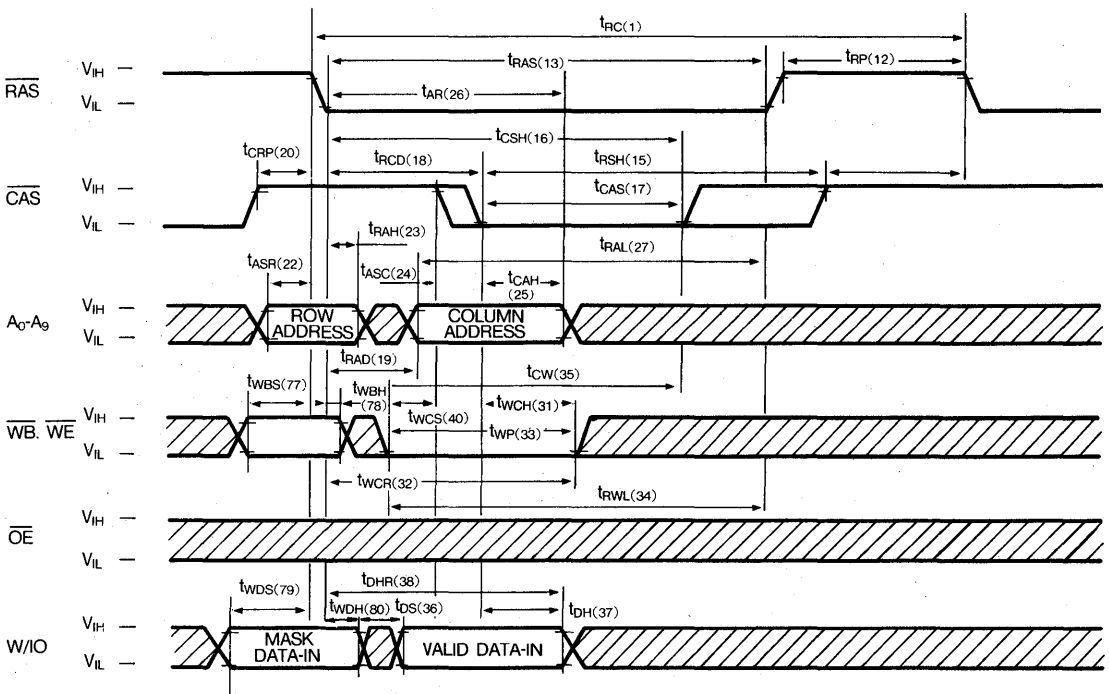 tRC(1)
tRAS(13)
tRP(12)
RAS
VIH
VIL
tAR(26)
tCSH(16)
tCRP(20)
tRCD(18)
tRSH(15)
CAS
VIH
VIL
tCAS(17)
tRAH(23)
tRAL(27)
tASR(22)
tASC(24)
tCAH
(25)
A0-A9
VIH
VIL
ROW
ADDRESS
COLUMN
ADDRESS
tRAD(19)
tCW(35)
tWBS(77)
tWBH
(78)
tWCH(31)
WB. WE
VIH
VIL
tWCS(40)
tWP(33)
tWCR(32)
tRWL(34)
OE
VIH
VIL
tDHR(38)
tWDS(79)
tWDH(80)
tDS(36)
tDH(37)
W/IO
VIH
VIL
MASK
DATA-IN
VALID DATA-IN